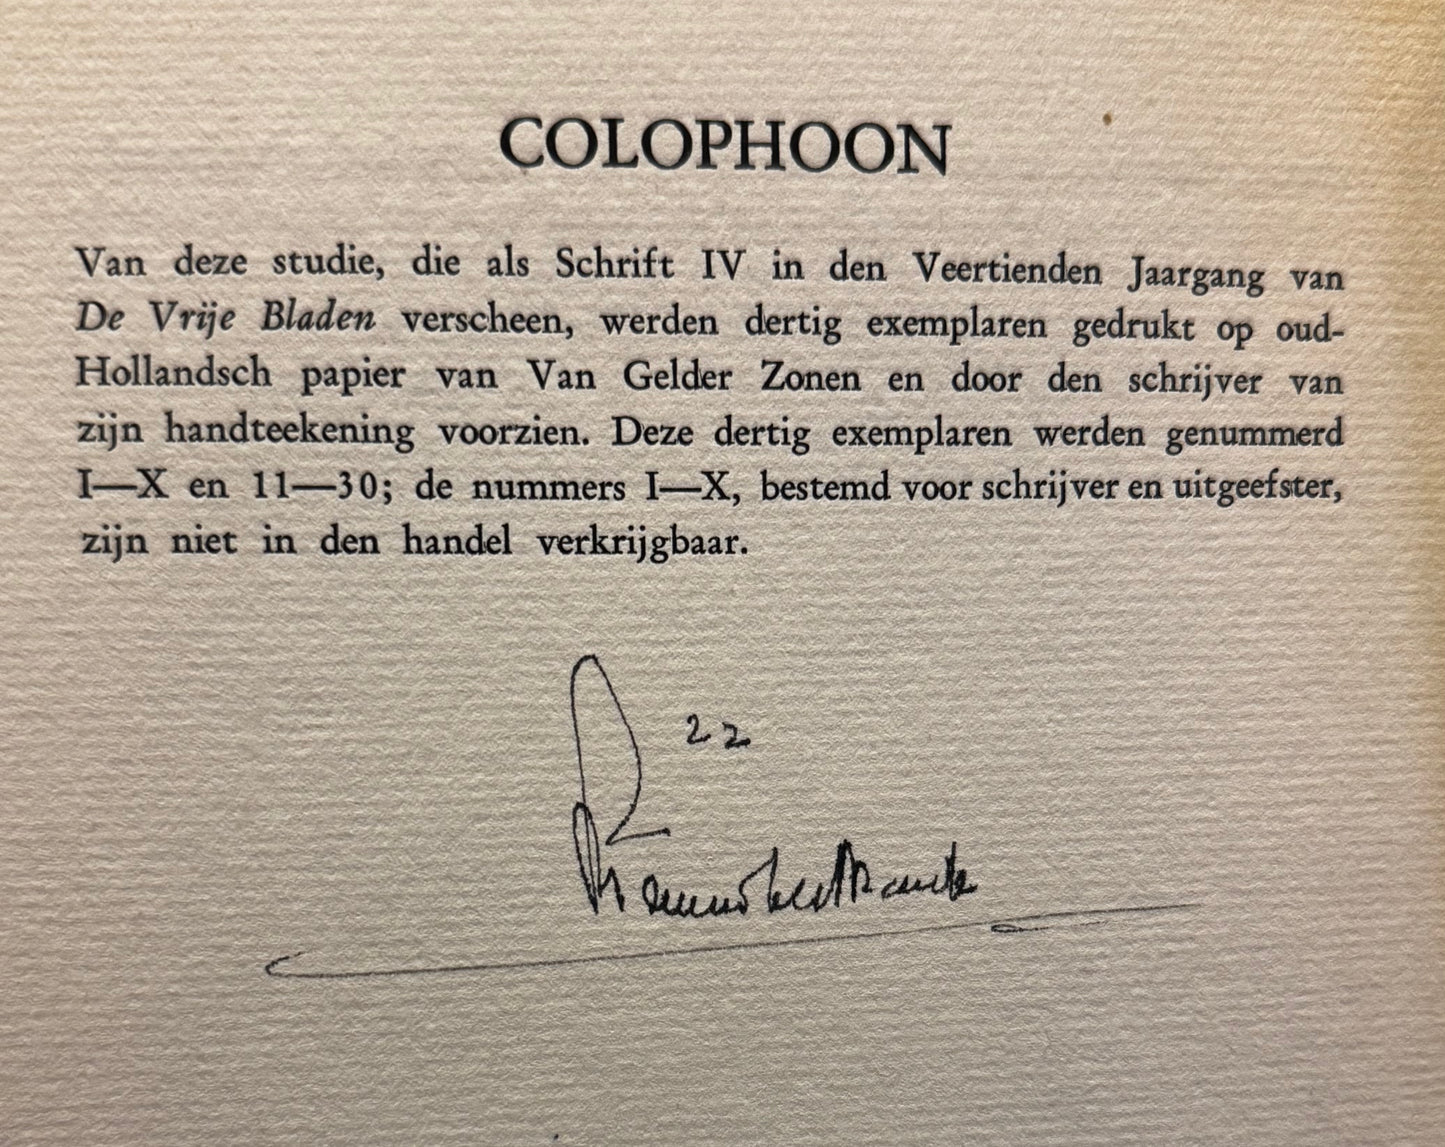 COLOPHOON
Van deze studie, die als Schrift IV in den Veertienden Jaargang van
De Vrije Bladen verscheen, werden dertig exemplaren gedrukt op oud-
Hollandsch papier van Van Gelder Zonen en door den schrijver van
zijn handteekening voorzien. Deze dertig exemplaren werden genummerd
I—X en 11—30; de nummers I—X, bestemd voor schrijver en uitgeefster,
zijn niet in den handel verkrijgbaar.
22